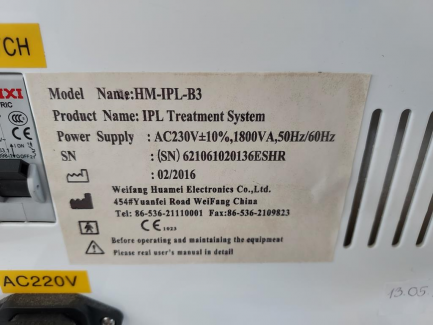 CH
Model Name:HM-IPL-B3
Product Name: IPL Treatment System
Power Supply : AC230V±10%,1800VA,50Hz/60Hz
SN : (SN) 621061020136ESHR
: 02/2016
Weifang Huamei Electronics Co.,Ltd.
454#Yuanfei Road WeiFang China
Tel: 86-536-21110001 Fax:86-536-2109823
CE
Before operating and maintaining the equipment
Please read user's manual in detail
AC220V
13.05